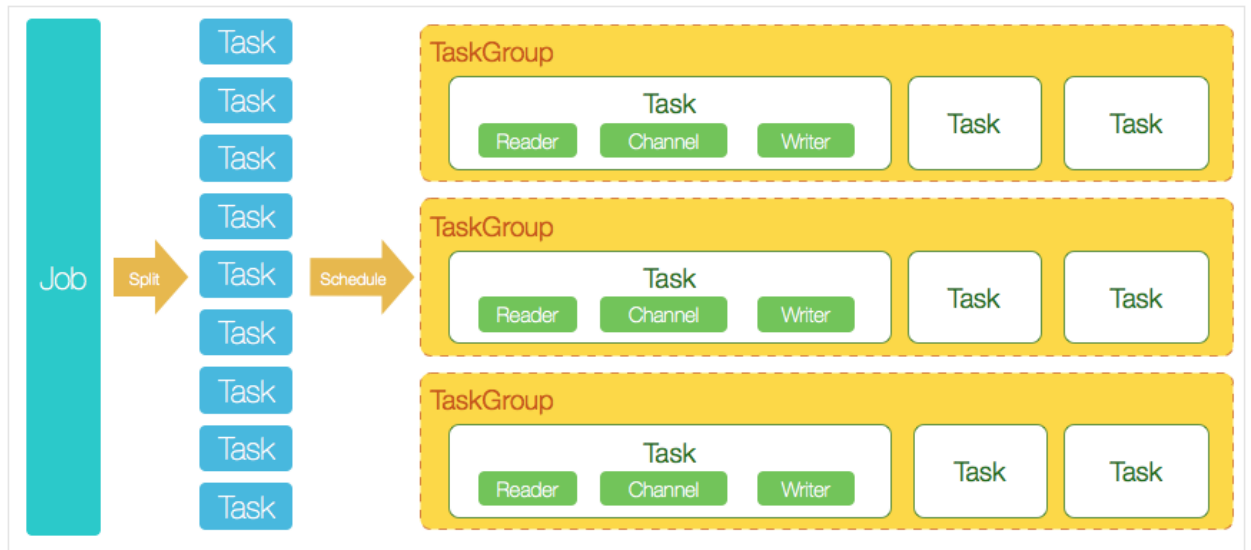 Job
Split
Task
Task
Task
Task
Task
Task
Task
Task
Task
Schedule
TaskGroup
Task
Reader
Channel
Writer
Task
Task
TaskGroup
Task
Reader
Channel
Writer
Task
Task
TaskGroup
Task
Reader
Channel
Writer
Task
Task